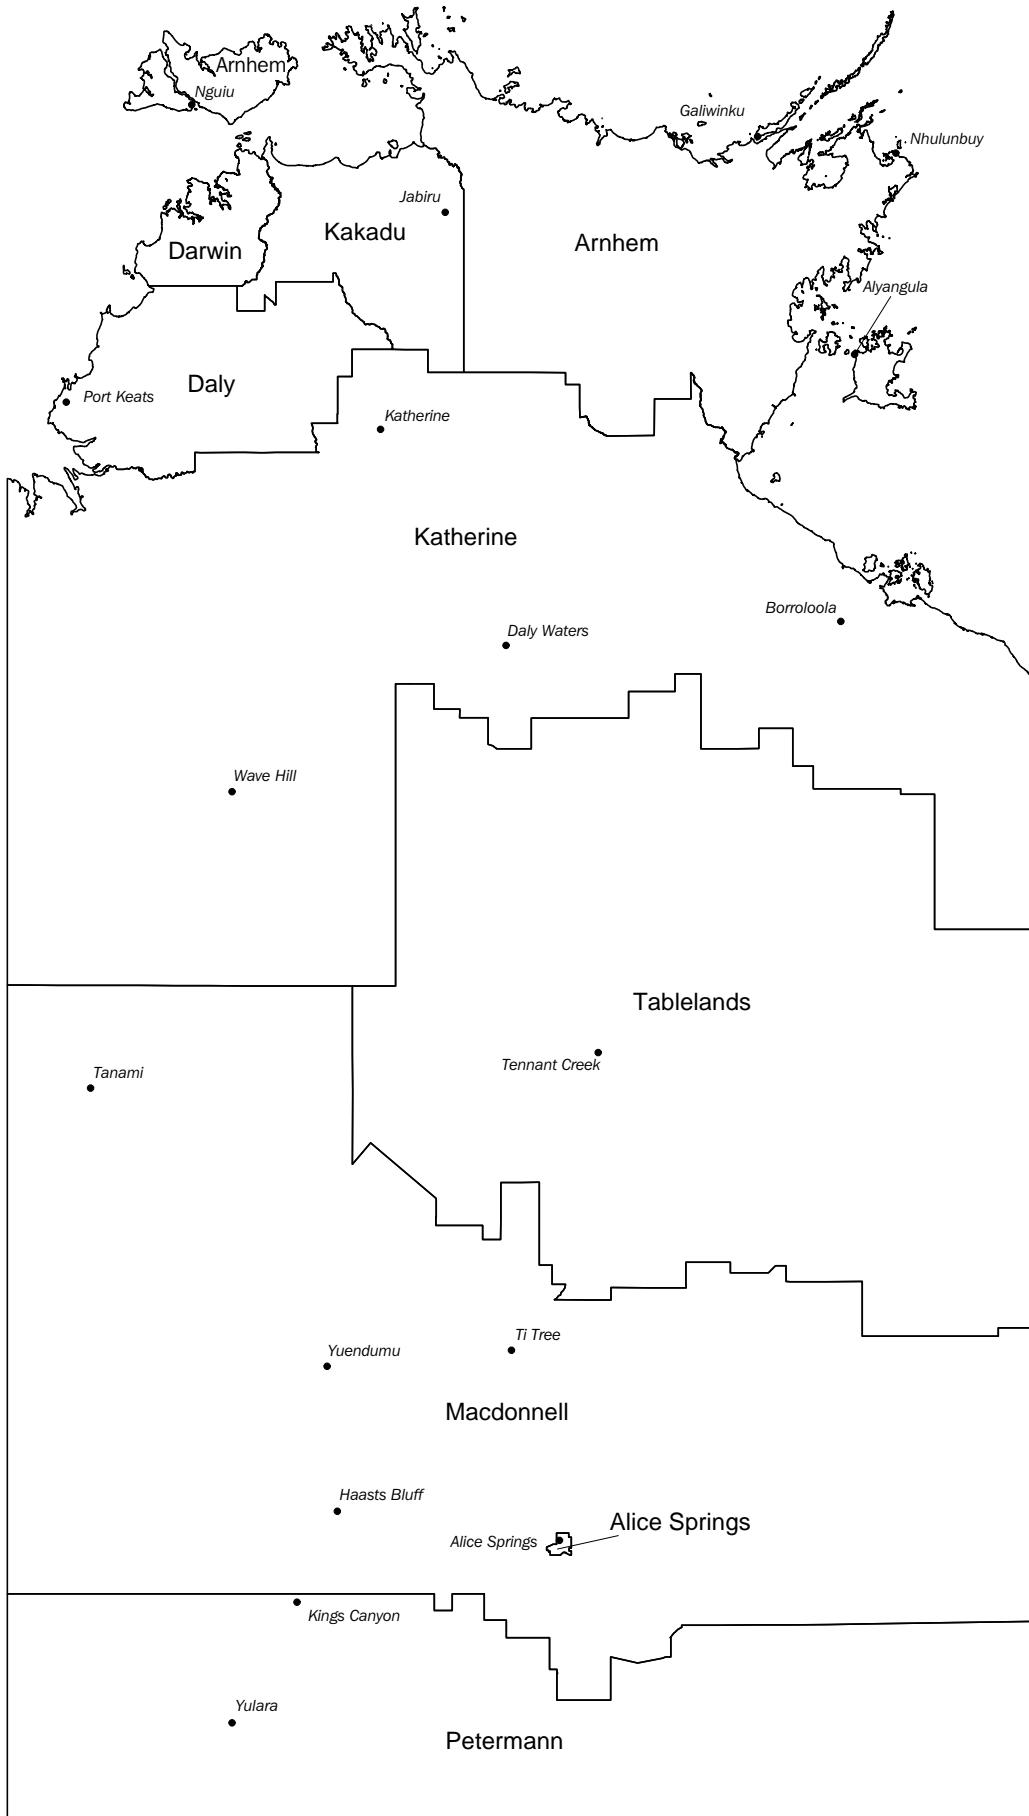 Arnhem
Nguiu
Galiwinku
Nhulunbuy
Jabiru
Kakadu
Arnhem
Darwin
Alyangula
Daly
Port Keats
Katherine
Katherine
Borroloola
Daly Waters
Wave Hill
Tablelands
Tennant Creek
Tanami
Ti Tree
Yuendumu
Macdonnell
Haasts Bluff
Alice Springs
Alice Springs
Kings Canyon
Yulara
Petermann